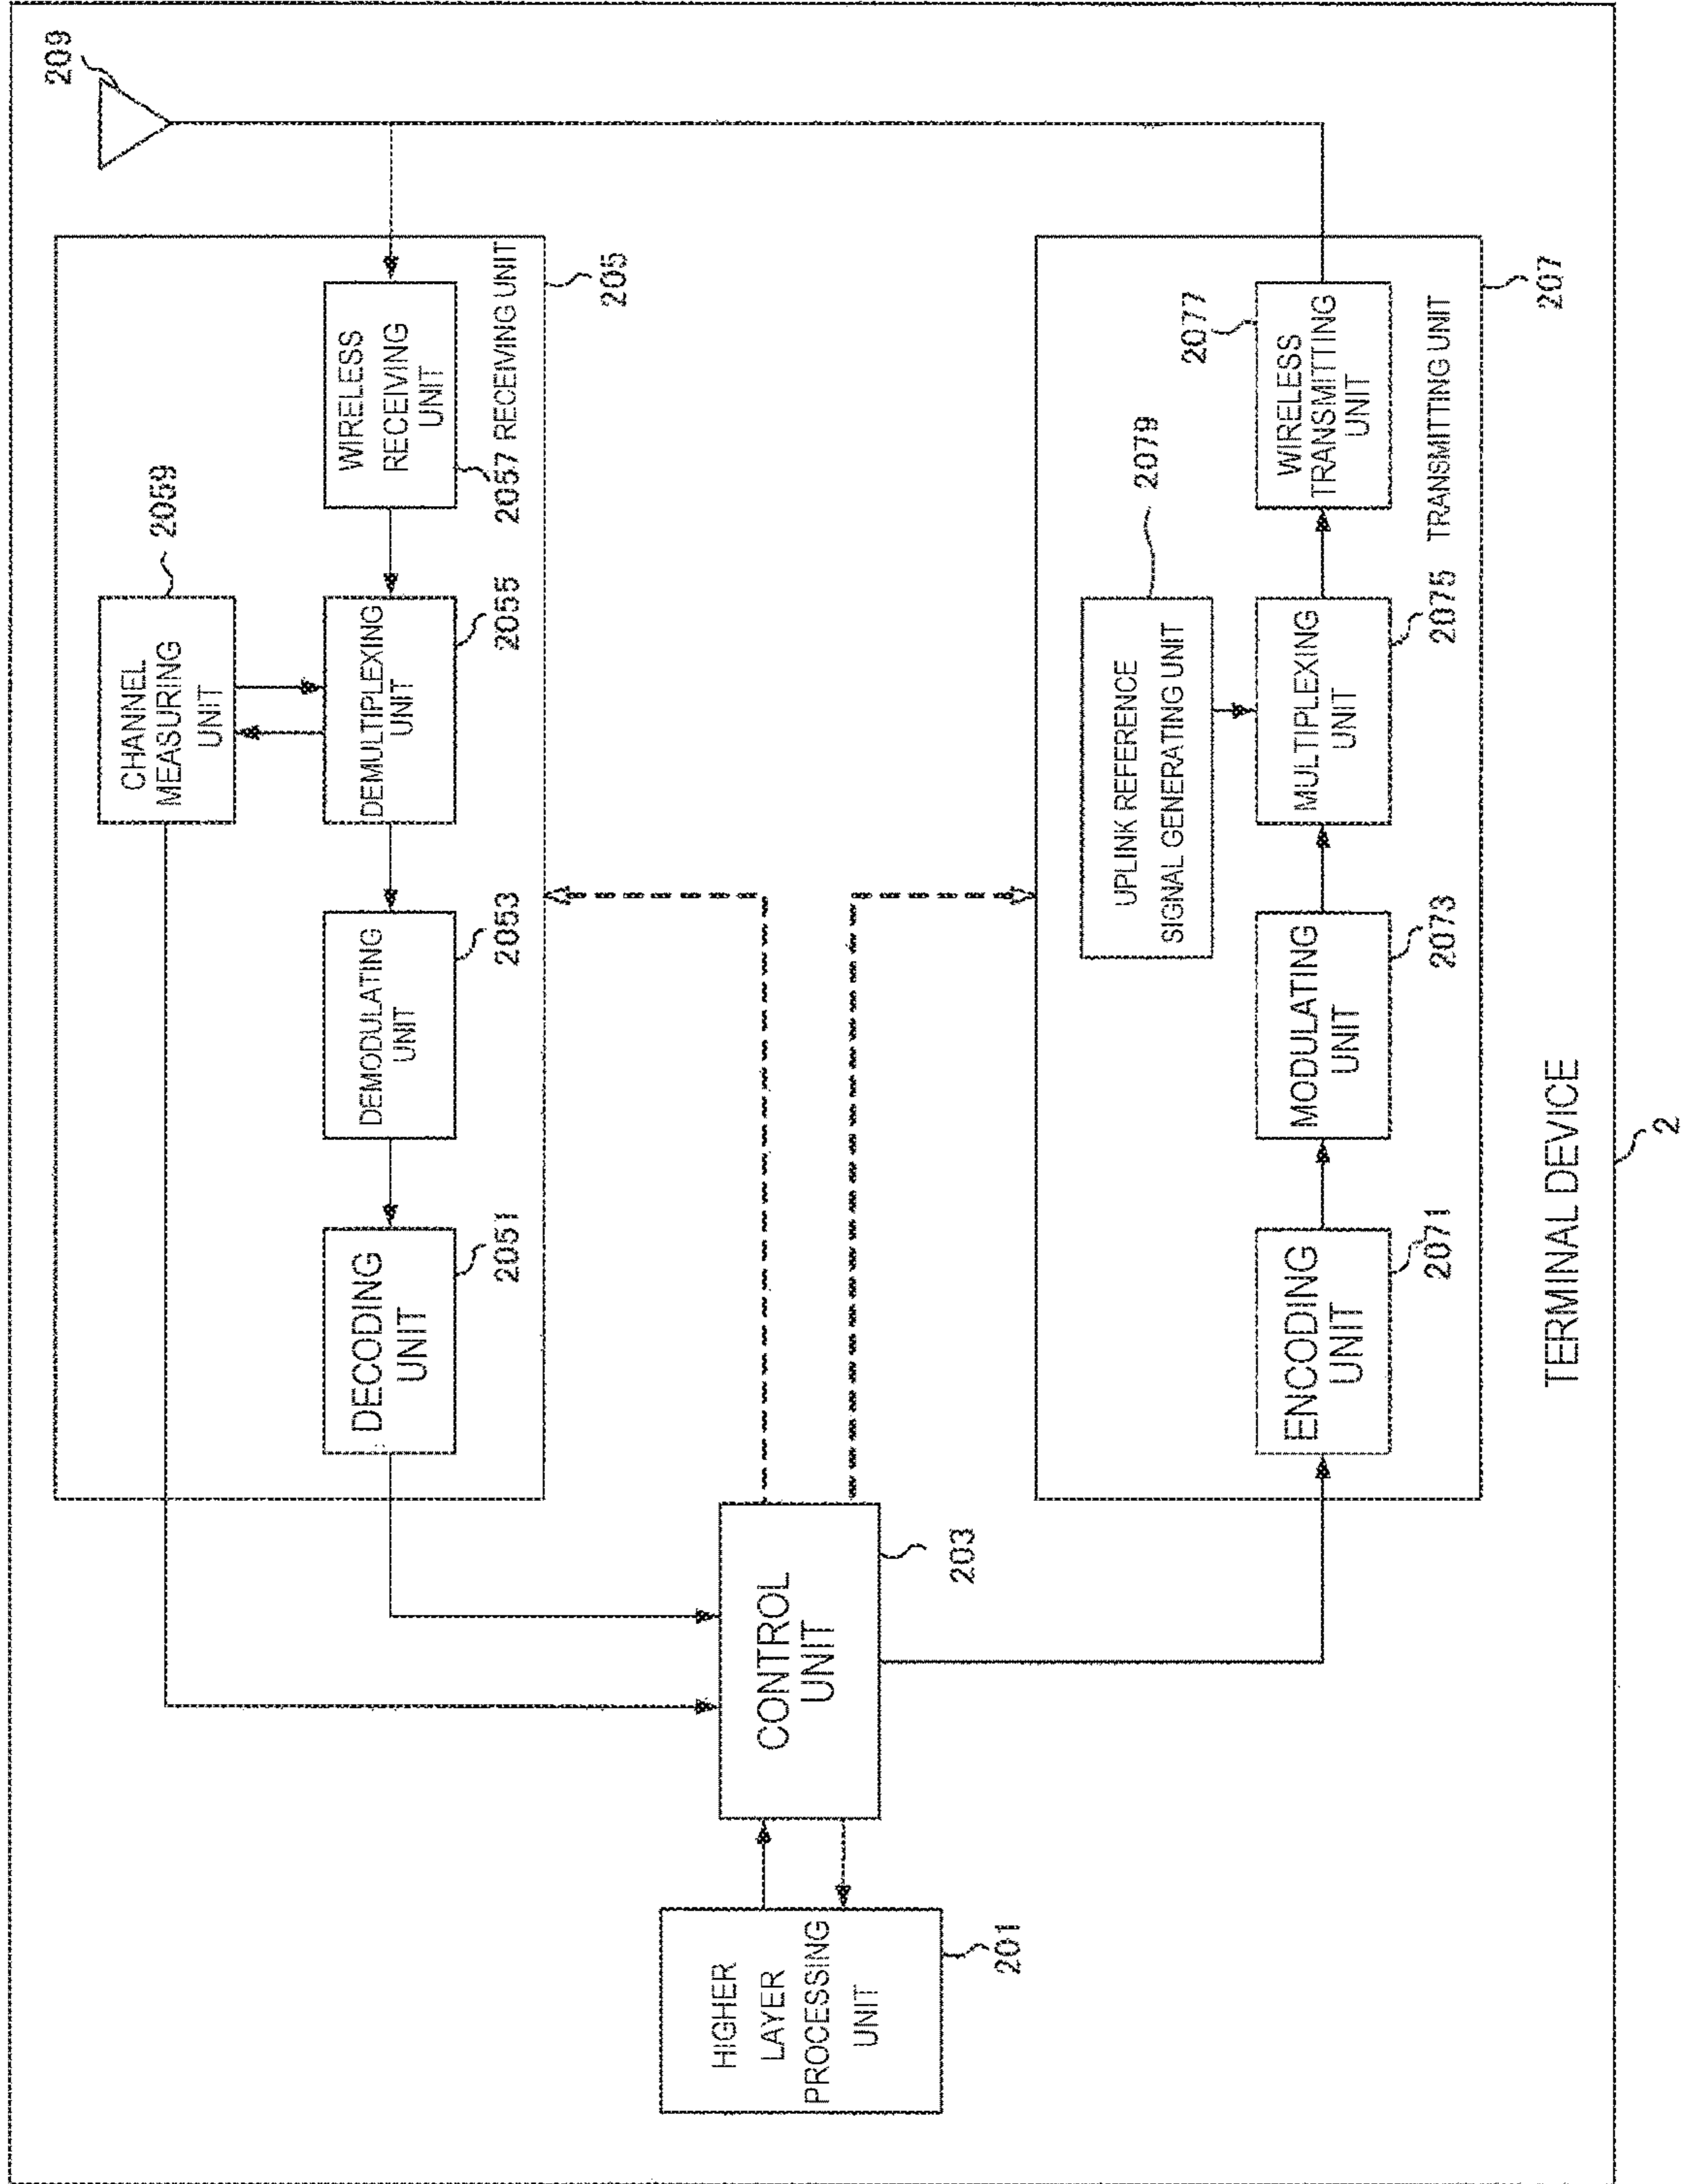 209
2059
CHANNEL
MEASURING
UNIT
WIRELESS
RECEIVING
UNIT
2057
RECEIVING UNIT
205
DEMULTIPLEXING
UNIT
2055
DEMODULATING
UNIT
2053
DECODING
UNIT
2051
HIGHER
LAYER
PROCESSING
UNIT
201
CONTROL
UNIT
203
UPLINK REFERENCE
SIGNAL GENERATING UNIT
2079
ENCODING
UNIT
2071
MODULATING
UNIT
2073
MULTIPLEXING
UNIT
2075
WIRELESS
TRANSMITTING
UNIT
2077
TRANSMITTING UNIT
207
TERMINAL DEVICE
2